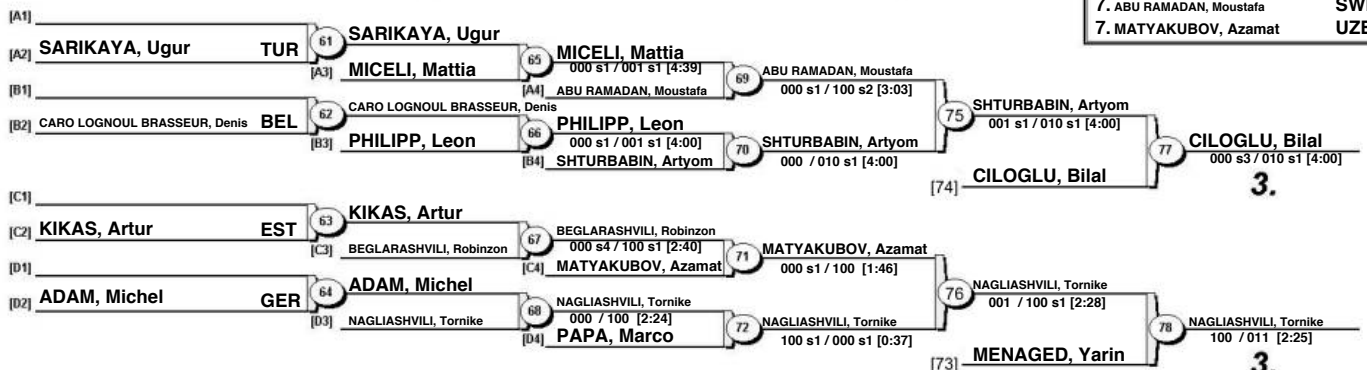 7. ABU RAMADAN, Moustafa
7. MATYAKUBOV, Azamat UZB
[A1]
[A2] SARIKAYA, Ugur TUR
61 SARIKAYA, Ugur
[A3] MICELI, Mattia
65 MICELI, Mattia
000 s1 / 001 s1 [4:39]
[A4] ABU RAMADAN, Moustafa
69 ABU RAMADAN, Moustafa
000 s1 / 100 s2 [3:03]
[B1]
[B2] CARO LOGNOUL BRASSEUR, Denis BEL
62 CARO LOGNOUL BRASSEUR, Denis
[B3] PHILIPP, Leon
66 PHILIPP, Leon
000 s1 / 001 s1 [4:00]
[B4] SHTURBABIN, Artyom
70 SHTURBABIN, Artyom
000 / 010 s1 [4:00]
75 SHTURBABIN, Artyom
001 s1 / 010 s1 [4:00]
[74] CILOGLU, Bilal
77 CILOGLU, Bilal
000 s3 / 010 s1 [4:00]
3.
[C1]
[C2] KIKAS, Artur EST
63 KIKAS, Artur
[C3] BEGLARASHVILI, Robinzon
67 BEGLARASHVILI, Robinzon
000 s4 / 100 s1 [2:40]
[C4] MATYAKUBOV, Azamat
71 MATYAKUBOV, Azamat
000 s1 / 100 [1:46]
[D1]
[D2] ADAM, Michel GER
64 ADAM, Michel
[D3] NAGLIASHVILI, Tornike
68 NAGLIASHVILI, Tornike
000 / 100 [2:24]
[D4] PAPA, Marco
72 NAGLIASHVILI, Tornike
100 s1 / 000 s1 [0:37]
76 NAGLIASHVILI, Tornike
001 / 100 s1 [2:28]
[73] MENAGED, Yarin
78 NAGLIASHVILI, Tornike
100 / 011 [2:25]
3.